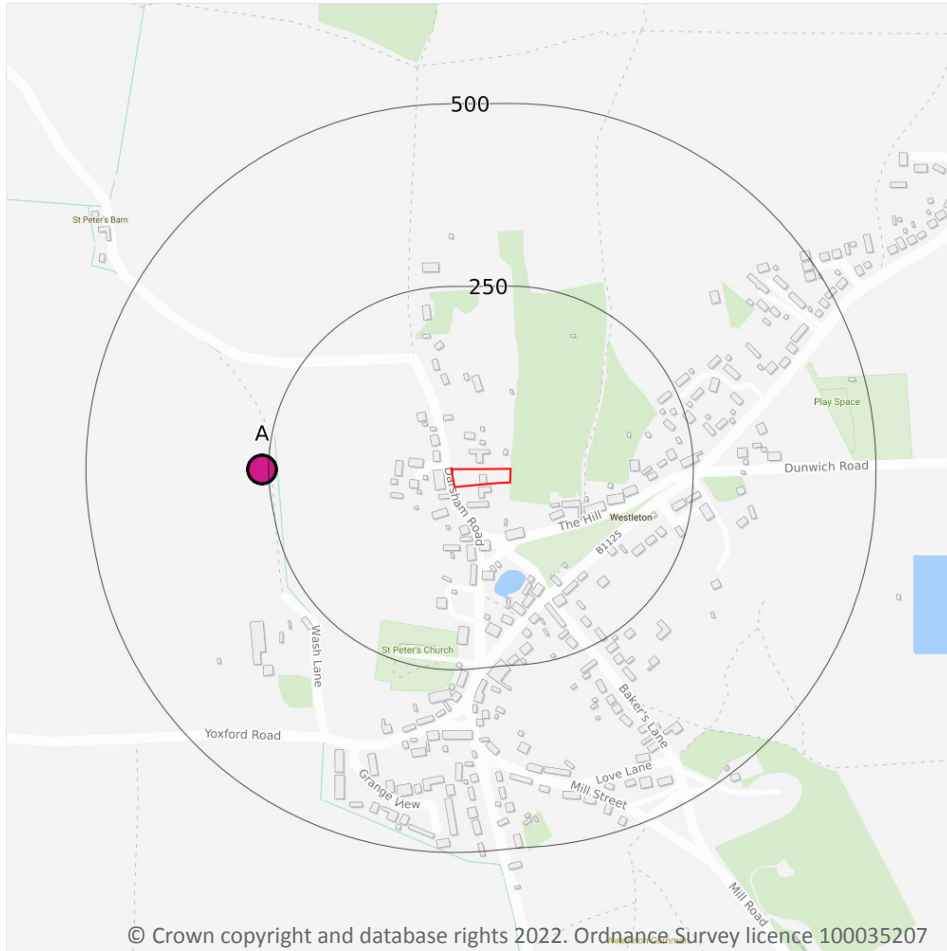 500
St Peter's Barn
250
Play Space
A
Dunwich Road
Darsham Road
The Hill
Westleton
B1125
St Peter's Church
Wash Lane
Baker's Lane
Yoxford Road
Love Lane
Grange View
Mill Street
Mill Road
© Crown copyright and database rights 2022. Ordnance Survey licence 100035207